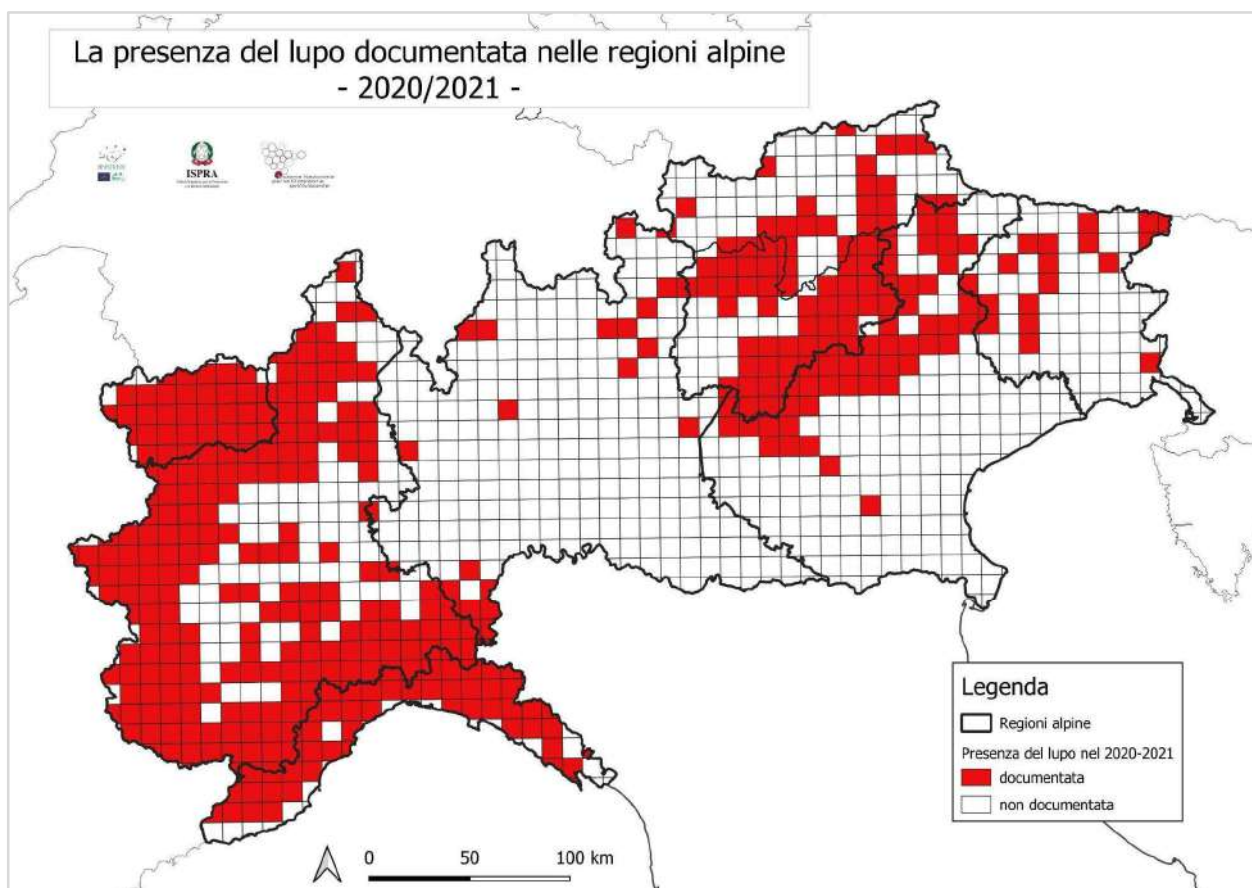 La presenza del lupo documentata nelle regioni alpine
- 2020/2021 -
ISPRA
Legenda
Regioni alpine
Presenza del lupo nel 2020-2021
documentata
non documentata
0 50 100 km